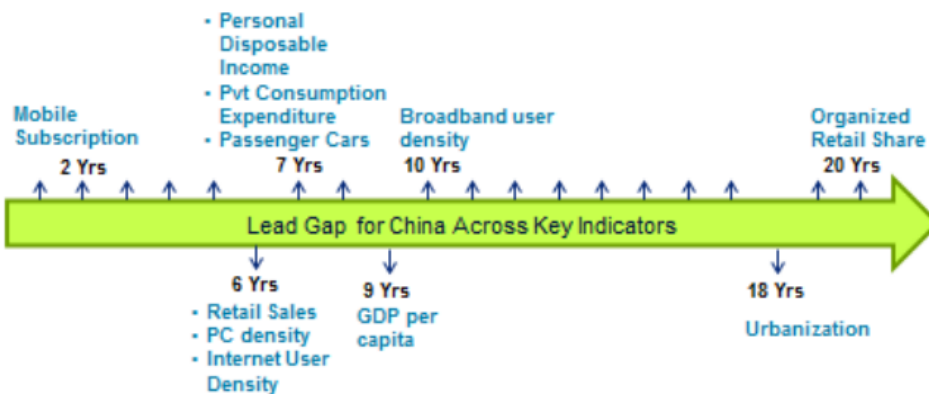 • Personal
Disposable
Income
• Pvt Consumption
Expenditure
• Passenger Cars
7 Yrs
Mobile
Subscription
2 Yrs
Broadband user
density
10 Yrs
Organized
Retail Share
20 Yrs
Lead Gap for China Across Key Indicators
6 Yrs
• Retail Sales
• PC density
• Internet User
Density
9 Yrs
GDP per
capita
18 Yrs
Urbanization